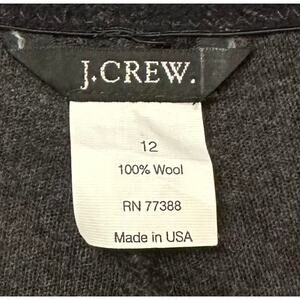 J.CREW.
12
100% Wool
RN 77388
Made in USA